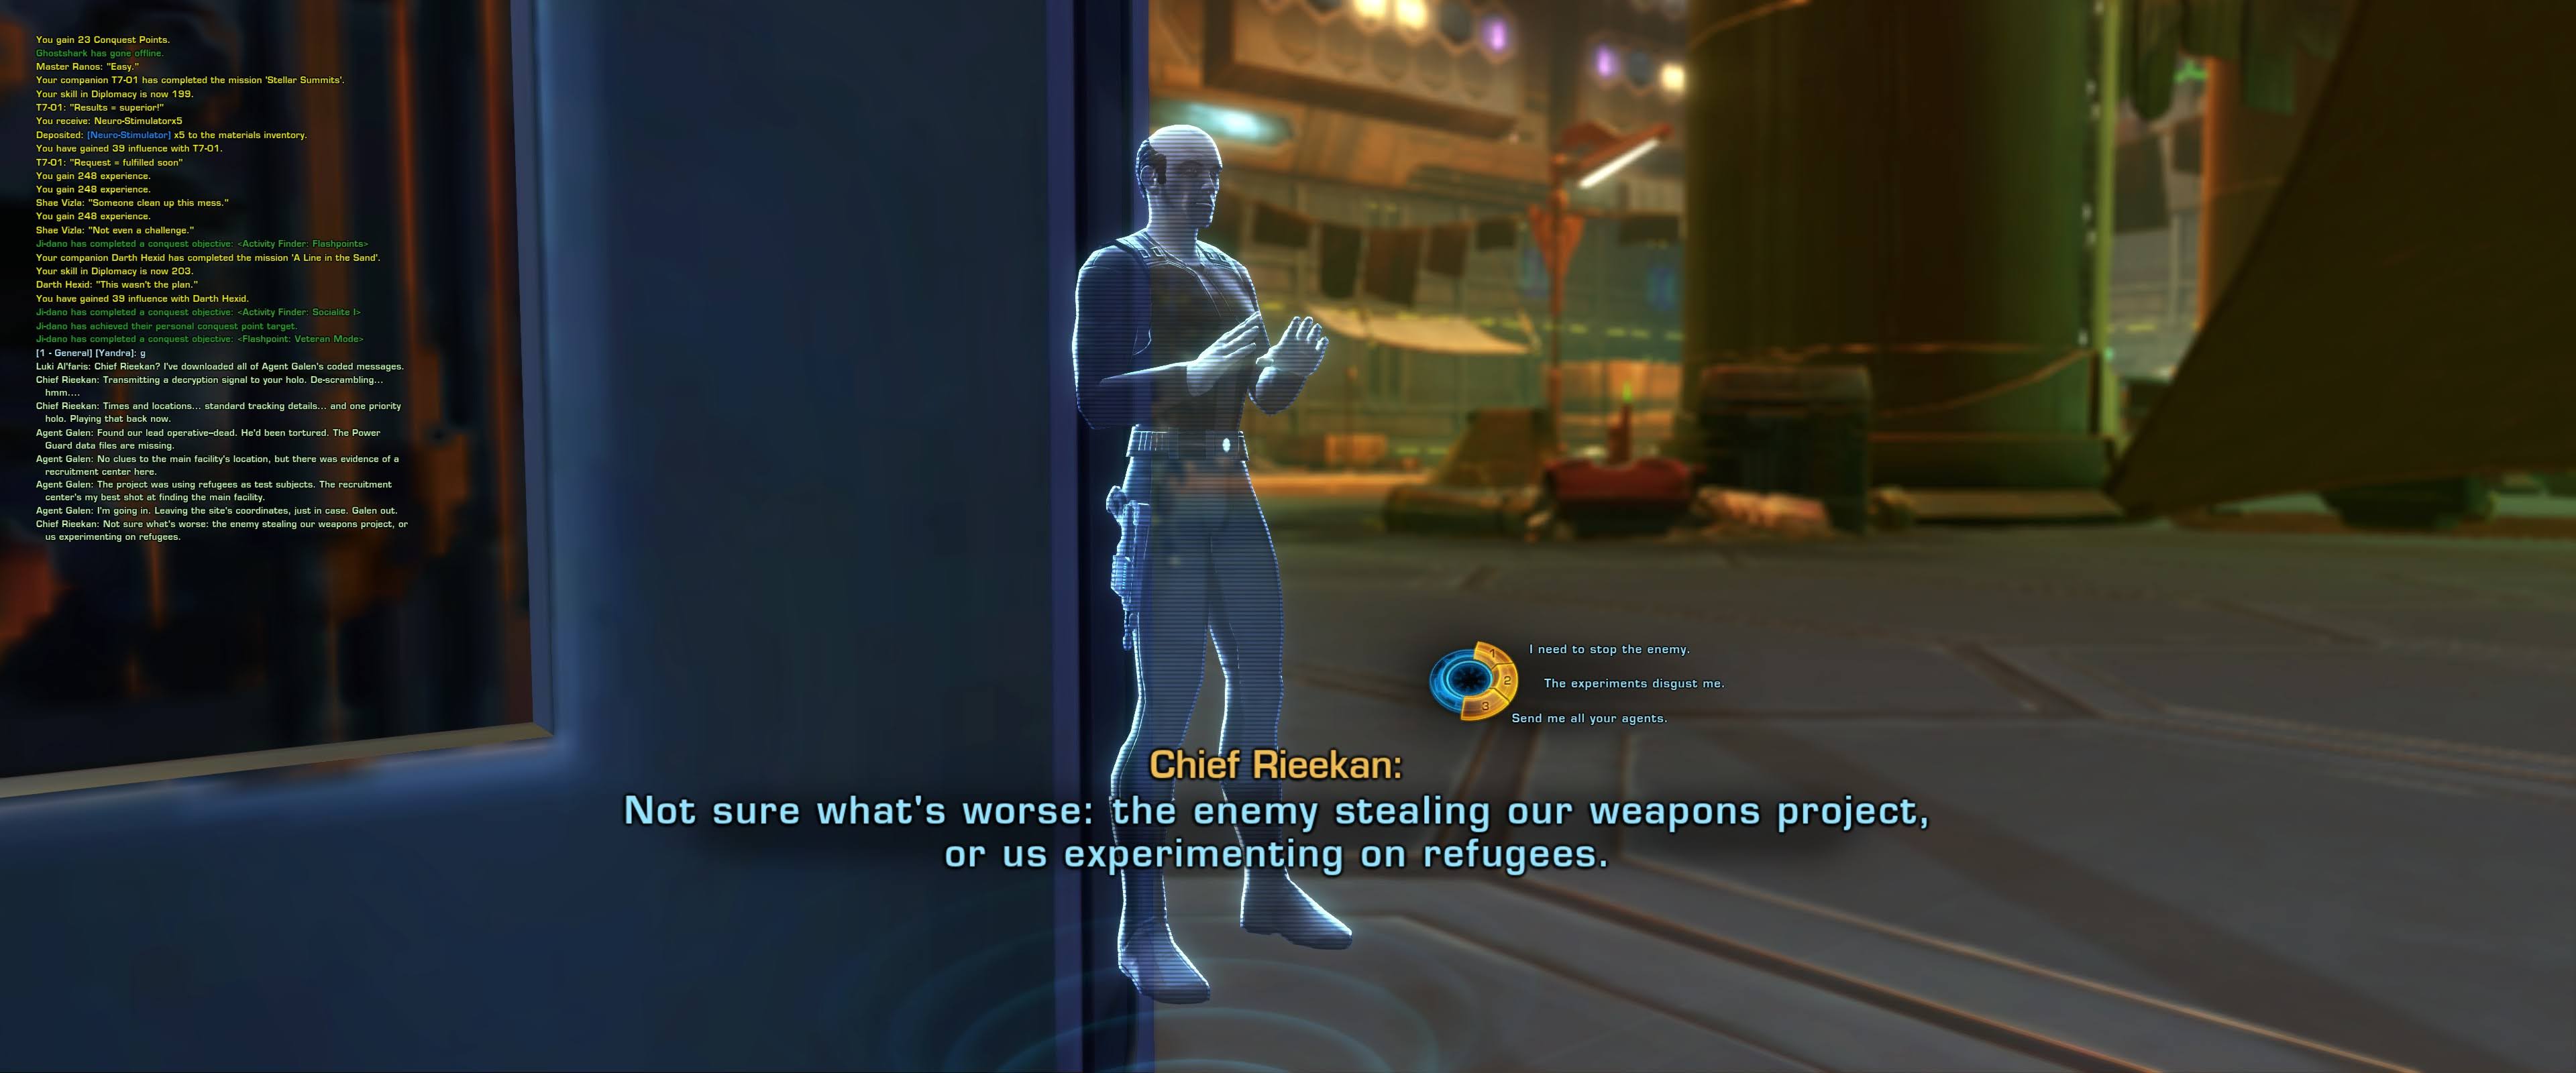 You gain 23 Conquest Points.
Ghostshark has gone offline.
Master Ranos: "Easy."
Your companion T7-01 has completed the mission 'Stellar Summits'.
Your skill in Diplomacy is now 199.
T7-01: "Results = superior!"
You receive: Neuro-Stimulatorx5
Deposited: [Neuro-Stimulator] x5 to the materials inventory.
You have gained 39 influence with T7-01.
T7-01: "Request = fulfilled soon"
You gain 248 experience.
You gain 248 experience.
Shae Vizla: "Someone clean up this mess."
You gain 248 experience.
Shae Vizla: "Not even a challenge."
Ji-dano has completed a conquest objective: <Activity Finder: Flashpoints>
Your companion Darth Hexid has completed the mission 'A Line in the Sand'.
Your skill in Diplomacy is now 203.
Darth Hexid: "This wasn't the plan."
You have gained 39 influence with Darth Hexid.
Ji-dano has completed a conquest objective: <Activity Finder: Socialite I>
Ji-dano has achieved their personal conquest point target.
Ji-dano has completed a conquest objective: <Flashpoint: Veteran Mode>
[1 - General] [Yandra]: g
Luki Al'faris: Chief Rieekan? I've downloaded all of Agent Galen's coded messages.
Chief Rieekan: Transmitting a decryption signal to your holo. De-scrambling...
hmm....
Chief Rieekan: Times and locations... standard tracking details... and one priority
holo. Playing that back now.
Agent Galen: Found our lead operative--dead. He'd been tortured. The Power
Guard data files are missing.
Agent Galen: No clues to the main facility's location, but there was evidence of a
recruitment center here.
Agent Galen: The project was using refugees as test subjects. The recruitment
center's my best shot at finding the main facility.
Agent Galen: I'm going in. Leaving the site's coordinates, just in case. Galen out.
Chief Rieekan: Not sure what's worse: the enemy stealing our weapons project, or
us experimenting on refugees.
1 I need to stop the enemy.
2 The experiments disgust me.
3 Send me all your agents.
Chief Rieekan:
Not sure what's worse: the enemy stealing our weapons project,
or us experimenting on refugees.